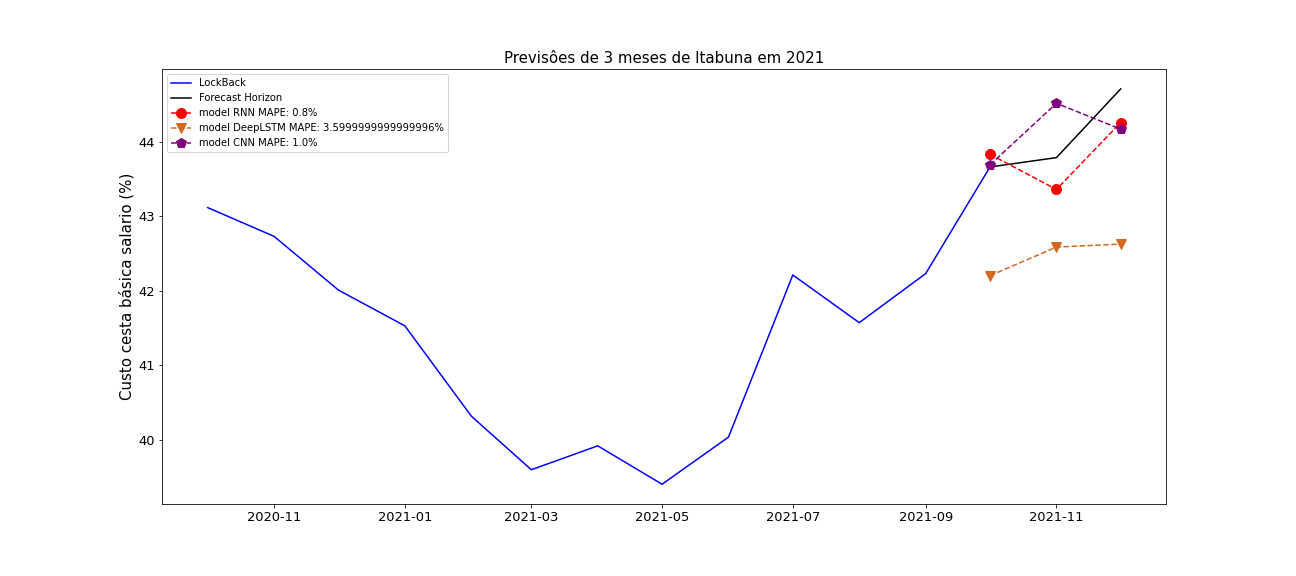 Previsões de 3 meses de Itabuna em 2021
LockBack
Forecast Horizon
model RNN MAPE: 0.8%
model DeepLSTM MAPE: 3.5999999999999996%
model CNN MAPE: 1.0%
Custo cesta básica salario (%)
44
43
42
41
40
2020-11
2021-01
2021-03
2021-05
2021-07
2021-09
2021-11